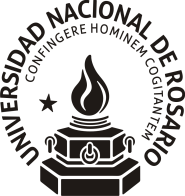 UNIVERSIDAD NACIONAL DE ROSARIO
CONFINGERE HOMINEM COGITANTEM